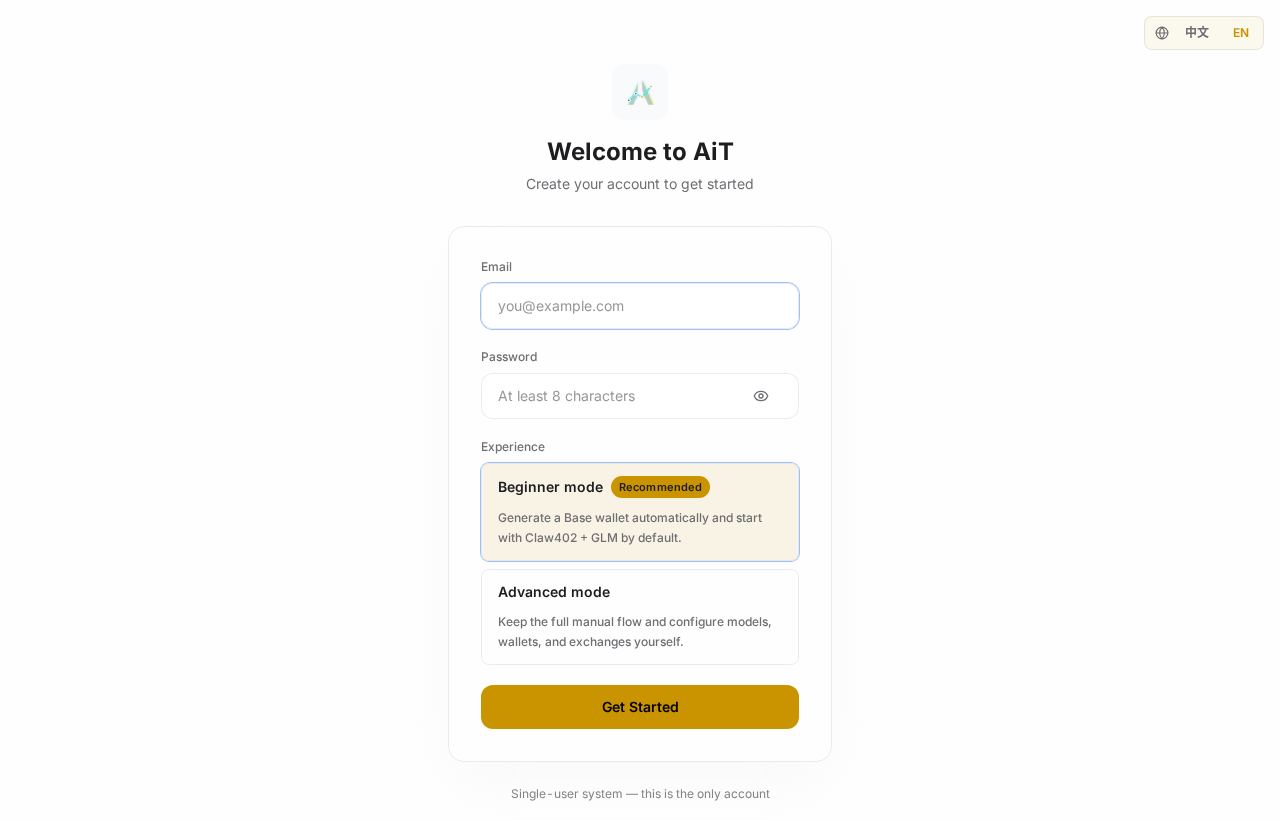 中文 EN
Welcome to AiT
Create your account to get started
Email
you@example.com
Password
At least 8 characters
Experience
Beginner mode Recommended
Generate a Base wallet automatically and start
with Claw402 + GLM by default.
Advanced mode
Keep the full manual flow and configure models,
wallets, and exchanges yourself.
Get Started
Single-user system — this is the only account